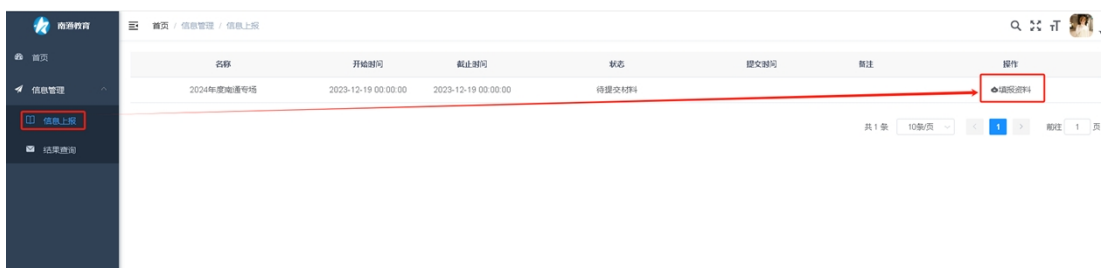 南通教育
首页 / 信息管理 / 信息上报
首页
名称 开始时间 截止时间 状态 提交时间 备注 操作
信息管理
2024年度南通专场 2023-12-19 00:00:00 2023-12-19 00:00:00 待提交材料 填报资料
信息上报
共 1 条 10条/页 1 前往 1 页
结果查询